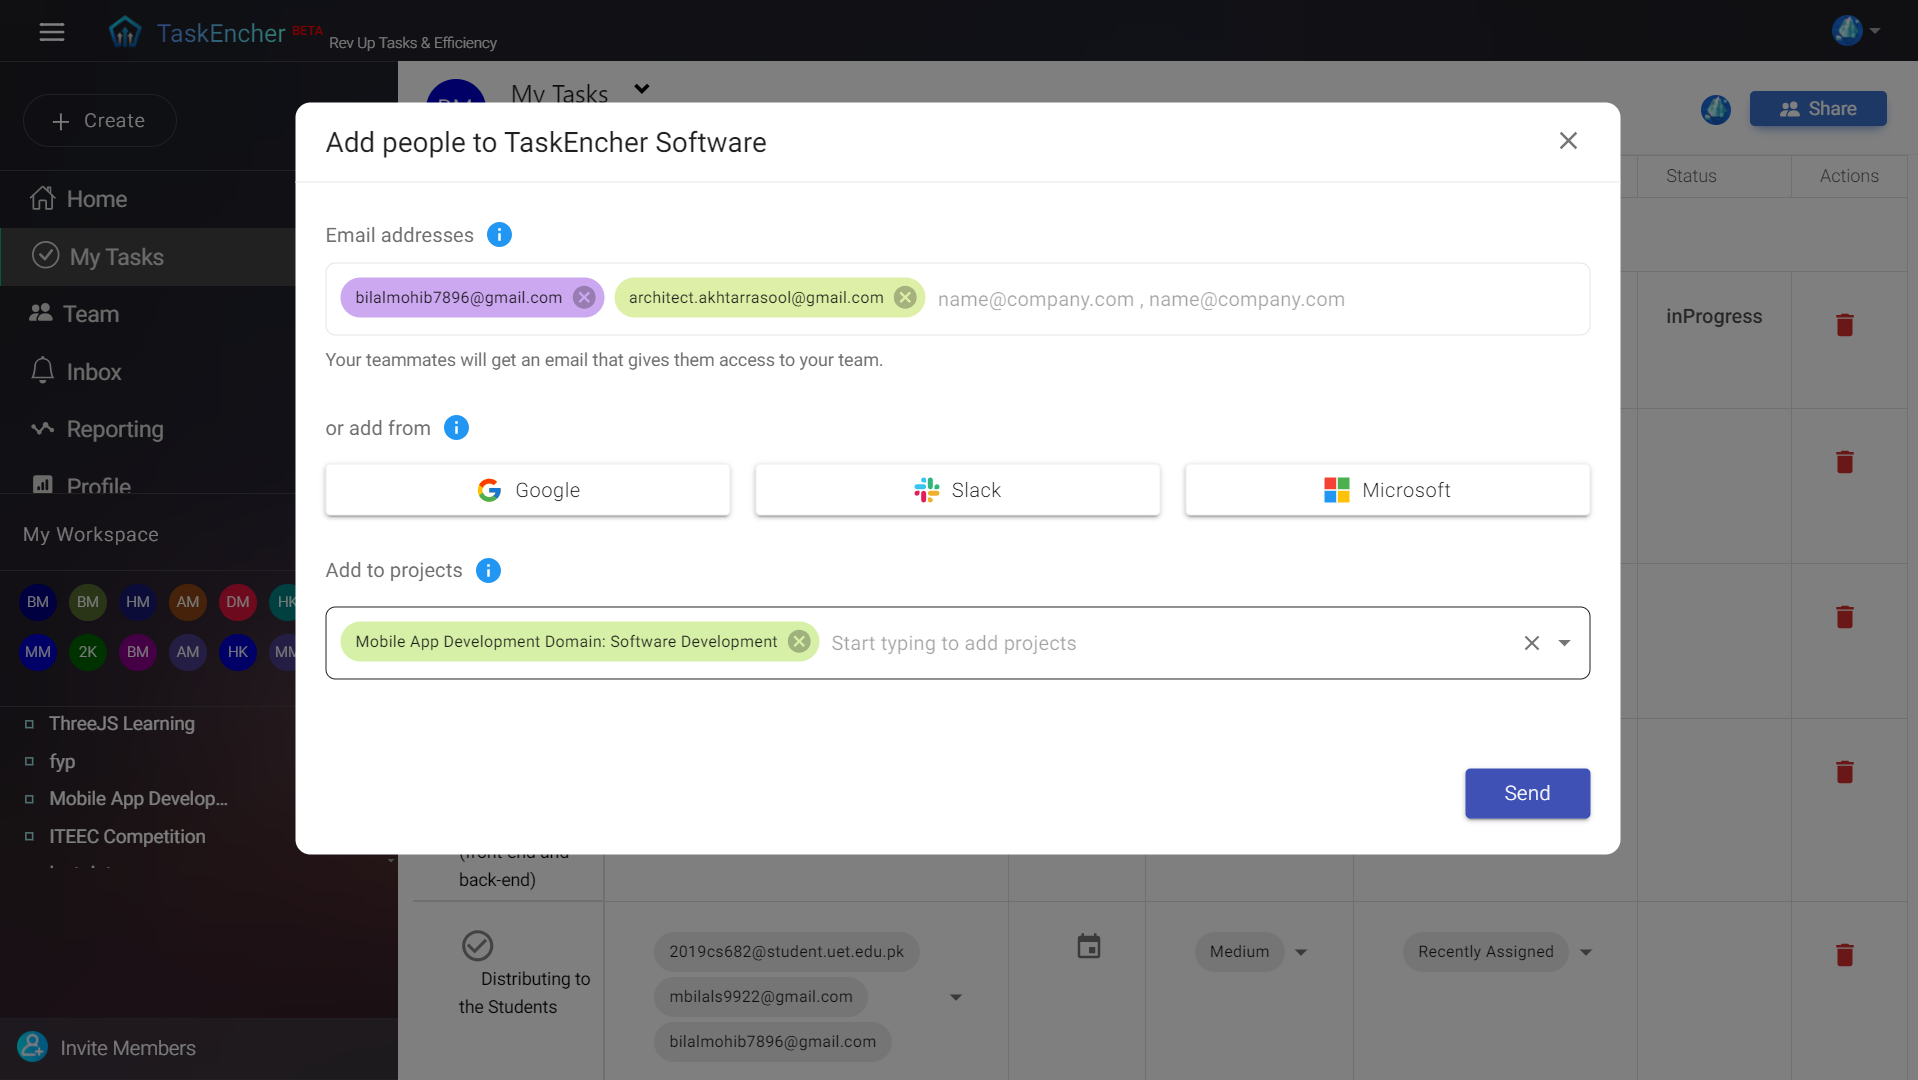 TaskEncher BETA
Rev Up Tasks & Efficiency
Create
Home
My Tasks
Team
Inbox
Reporting
Profile
My Workspace
BM BM HM AM DM HK
MM 2K BM AM HK MM
ThreeJS Learning
fyp
Mobile App Develop...
ITEEC Competition
Invite Members
BM
My Tasks
Share
Status
Actions
inProgress
Add people to TaskEncher Software
Email addresses
bilalmohib7896@gmail.com
architect.akhtarrasool@gmail.com
name@company.com , name@company.com
Your teammates will get an email that gives them access to your team.
or add from
Google
Slack
Microsoft
Add to projects
Mobile App Development Domain: Software Development
Start typing to add projects
Send
(front-end and
back-end)
Distributing to
the Students
2019cs682@student.uet.edu.pk
mbilals9922@gmail.com
bilalmohib7896@gmail.com
Medium
Recently Assigned